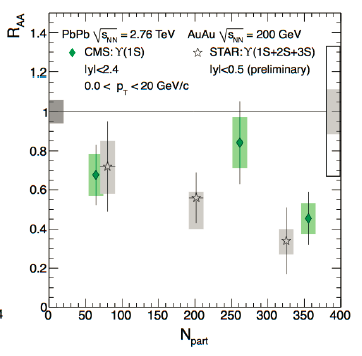 R_AA
PbPb √s_NN = 2.76 TeV AuAu √s_NN = 200 GeV
CMS: ϒ(1S) STAR: ϒ(1S+2S+3S)
|y|<2.4 |y|<0.5 (preliminary)
0.0 < p_T < 20 GeV/c
1.4
1.2
1
0.8
0.6
0.4
0.2
0
0 50 100 150 200 250 300 350 400
N_part
4